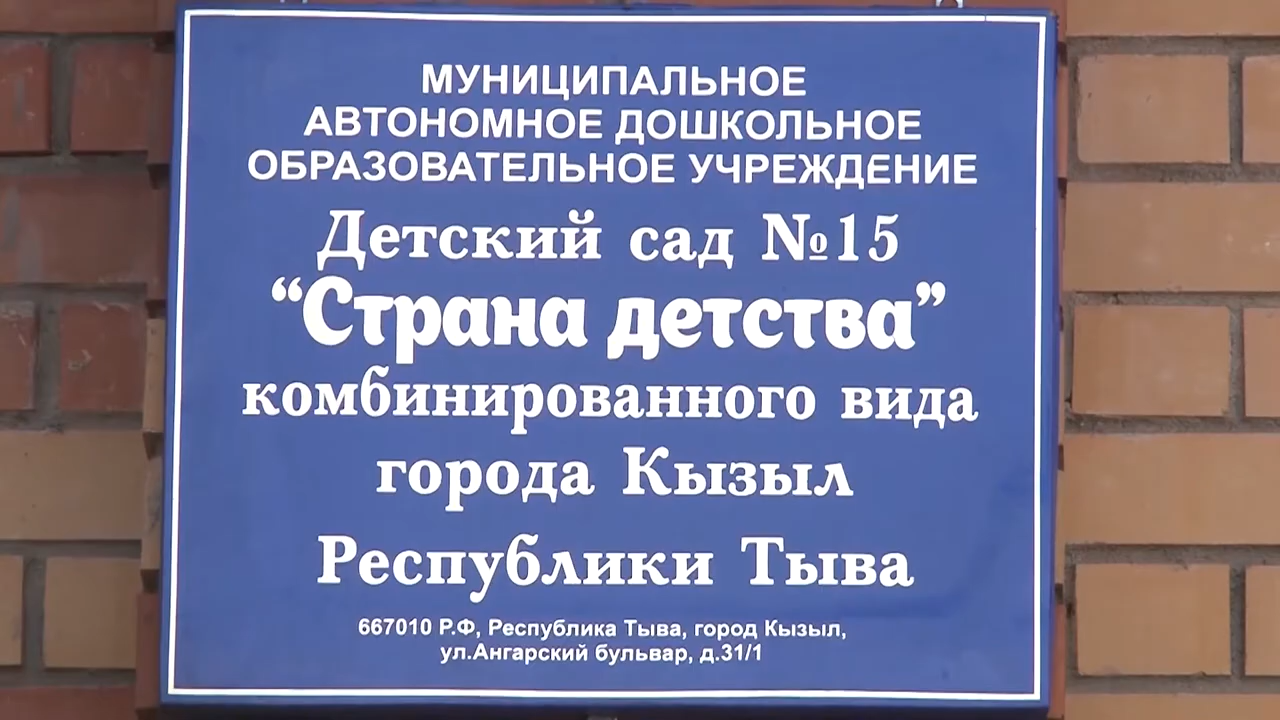 МУНИЦИПАЛЬНОЕ
АВТОНОМНОЕ ДОШКОЛЬНОЕ
ОБРАЗОВАТЕЛЬНОЕ УЧРЕЖДЕНИЕ
Детский сад №15
“Страна детства”
комбинированного вида
города Кызыл
Республики Тыва
667010 Р.Ф, Республика Тыва, город Кызыл,
ул.Ангарский бульвар, д.31/1